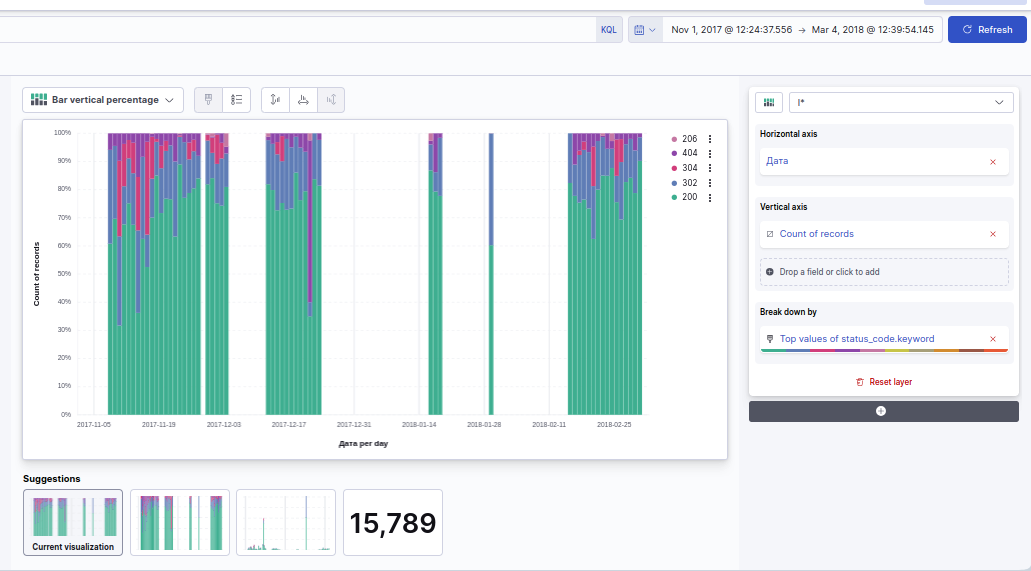 KQL
Nov 1, 2017 @ 12:24:37.556 → Mar 4, 2018 @ 12:39:54.145
Refresh
Bar vertical percentage
l*
100%
90%
80%
70%
60%
50%
40%
30%
20%
10%
0%
Count of records
2017-11-05 2017-11-19 2017-12-03 2017-12-17 2017-12-31 2018-01-14 2018-01-28 2018-02-11 2018-02-25
Дата per day
206
404
304
302
200
Horizontal axis
Дата
Vertical axis
Count of records
Drop a field or click to add
Break down by
Top values of status_code.keyword
Reset layer
Suggestions
Current visualization
15,789